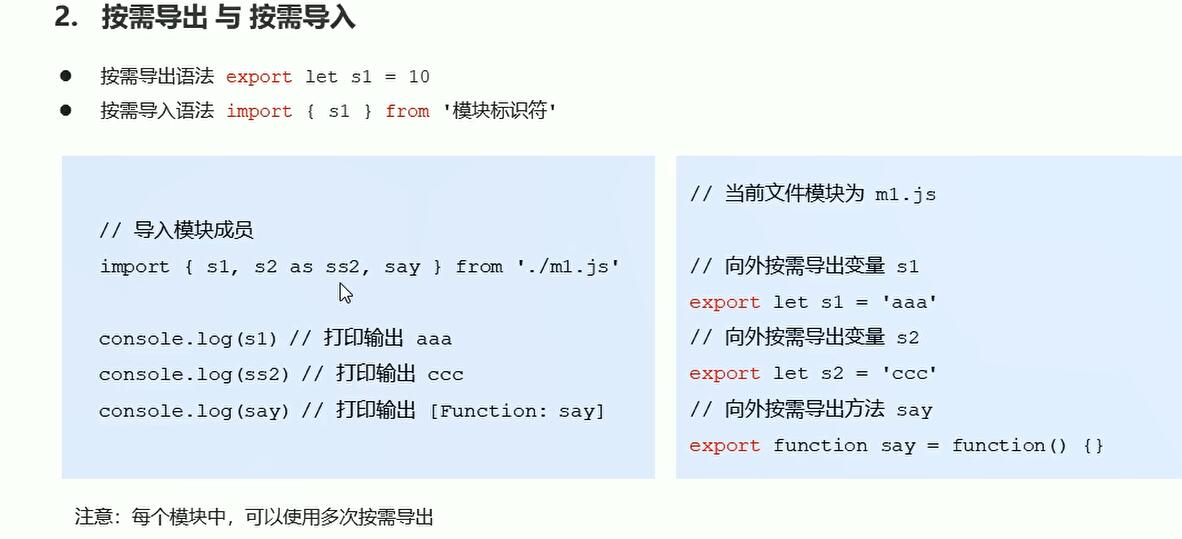 2. 按需导出 与 按需导入
● 按需导出语法 export let s1 = 10
● 按需导入语法 import { s1 } from '模块标识符'
// 导入模块成员
import { s1, s2 as ss2, say } from './m1.js'
console.log(s1) // 打印输出 aaa
console.log(ss2) // 打印输出 ccc
console.log(say) // 打印输出 [Function: say]
// 当前文件模块为 m1.js
// 向外按需导出变量 s1
export let s1 = 'aaa'
// 向外按需导出变量 s2
export let s2 = 'ccc'
// 向外按需导出方法 say
export function say = function() {}
注意：每个模块中，可以使用多次按需导出